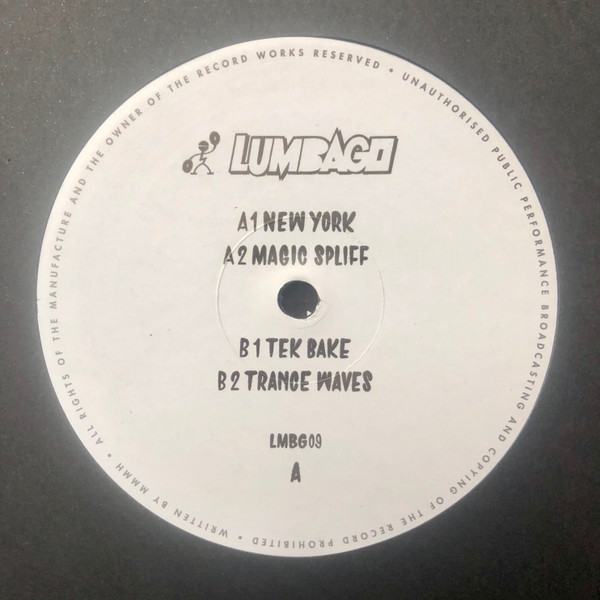 LUMBAGO
A1 NEW YORK
A2 MAGIC SPLIFF
B1 TEK BAKE
B2 TRANCE WAVES
LMBG09
A
• ALL RIGHTS OF THE MANUFACTURE AND THE OWNER OF THE RECORD WORKS RESERVED • UNAUTHORISED PUBLIC PERFORMANCE BROADCASTING AND COPYING OF THE RECORD PROHIBITED • WRITTEN BY MMMH